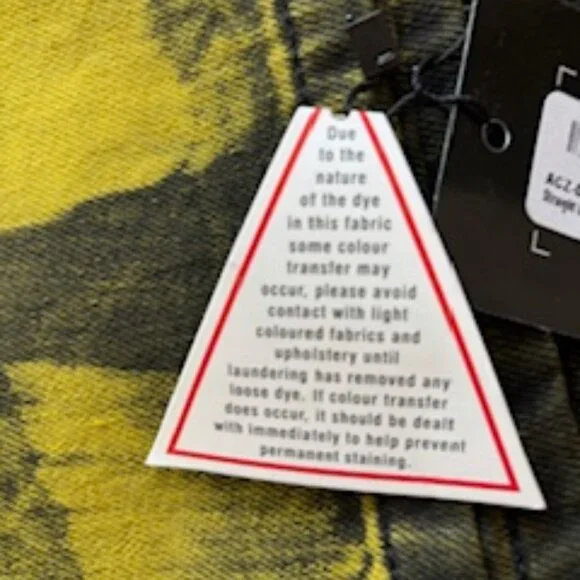 Due
to the
nature
of the dye
in this fabric
some colour
transfer may
occur, please avoid
contact with light
coloured fabrics and
upholstery until
laundering has removed any
loose dye. If colour transfer
does occur, it should be dealt
with immediately to help prevent
permanent staining.